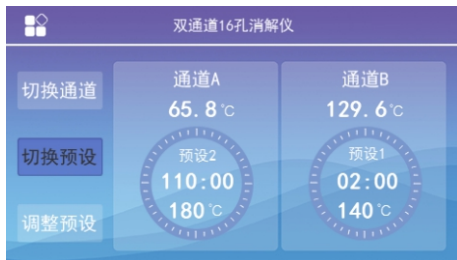 双通道16孔消解仪
切换通道
切换预设
调整预设
通道A
65.8℃
预设2
110:00
180℃
通道B
129.6℃
预设1
02:00
140℃